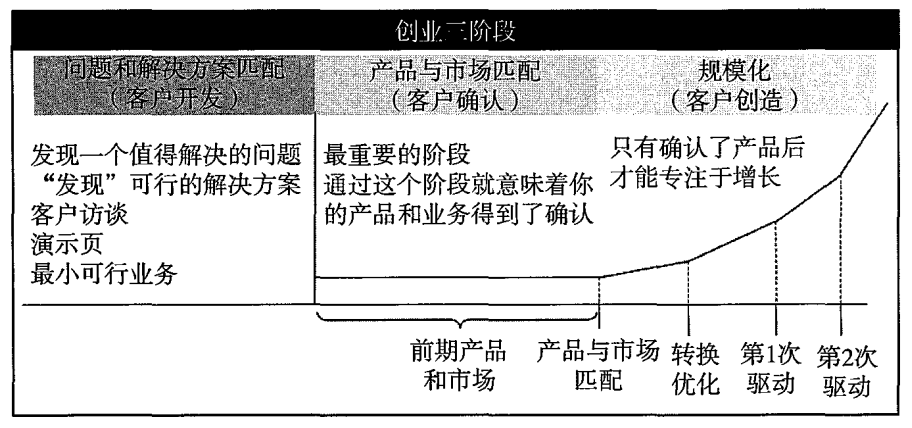 创业三阶段
问题和解决方案匹配
（客户开发）
产品与市场匹配
（客户确认）
规模化
（客户创造）
发现一个值得解决的问题
“发现”可行的解决方案
客户访谈
演示页
最小可行业务
最重要的阶段
通过这个阶段就意味着你
的产品和业务得到了确认
只有确认了产品后
才能专注于增长
前期产品
和市场
产品与市场
匹配
转换
优化
第1次
驱动
第2次
驱动